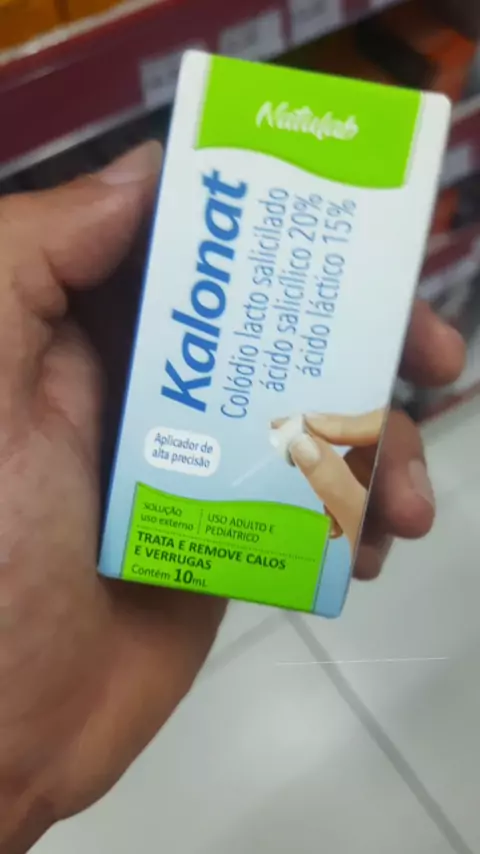 Natulab
Kalonat
Colódio lacto salicilado
ácido salicílico 20%
ácido láctico 15%
Aplicador de
alta precisão
SOLUÇÃO
uso externo
USO ADULTO E
PEDIÁTRICO
TRATA E REMOVE CALOS
E VERRUGAS
Contém 10mL